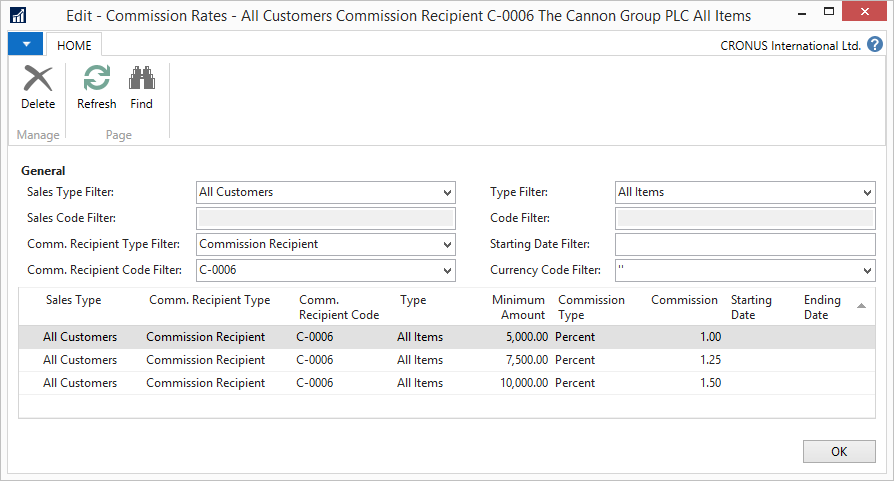 Edit - Commission Rates - All Customers Commission Recipient C-0006 The Cannon Group PLC All Items
HOME
CRONUS International Ltd. ?
Delete Refresh Find
Manage Page
General
Sales Type Filter: All Customers Type Filter: All Items
Sales Code Filter: Code Filter:
Comm. Recipient Type Filter: Commission Recipient Starting Date Filter:
Comm. Recipient Code Filter: C-0006 Currency Code Filter: ''
Sales Type Comm. Recipient Type Comm. Recipient Code Type Minimum Amount Commission Type Commission Starting Date Ending Date
All Customers Commission Recipient C-0006 All Items 5,000.00 Percent 1.00
All Customers Commission Recipient C-0006 All Items 7,500.00 Percent 1.25
All Customers Commission Recipient C-0006 All Items 10,000.00 Percent 1.50
OK